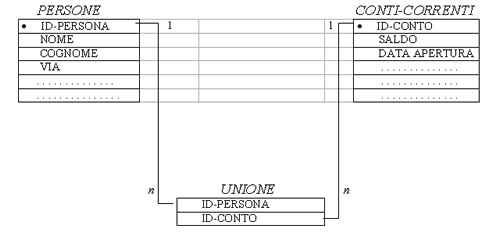 PERSONE CONTI-CORRENTI
• ID-PERSONA 1 1 • ID-CONTO
NOME SALDO
COGNOME DATA APERTURA
VIA . . . . . . . . . . . . .
. . . . . . . . . . . . . . . . . . . . . . . . . .
. . . . . . . . . . . . . . . . . . . . . . . . . . .
n UNIONE n
ID-PERSONA
ID-CONTO